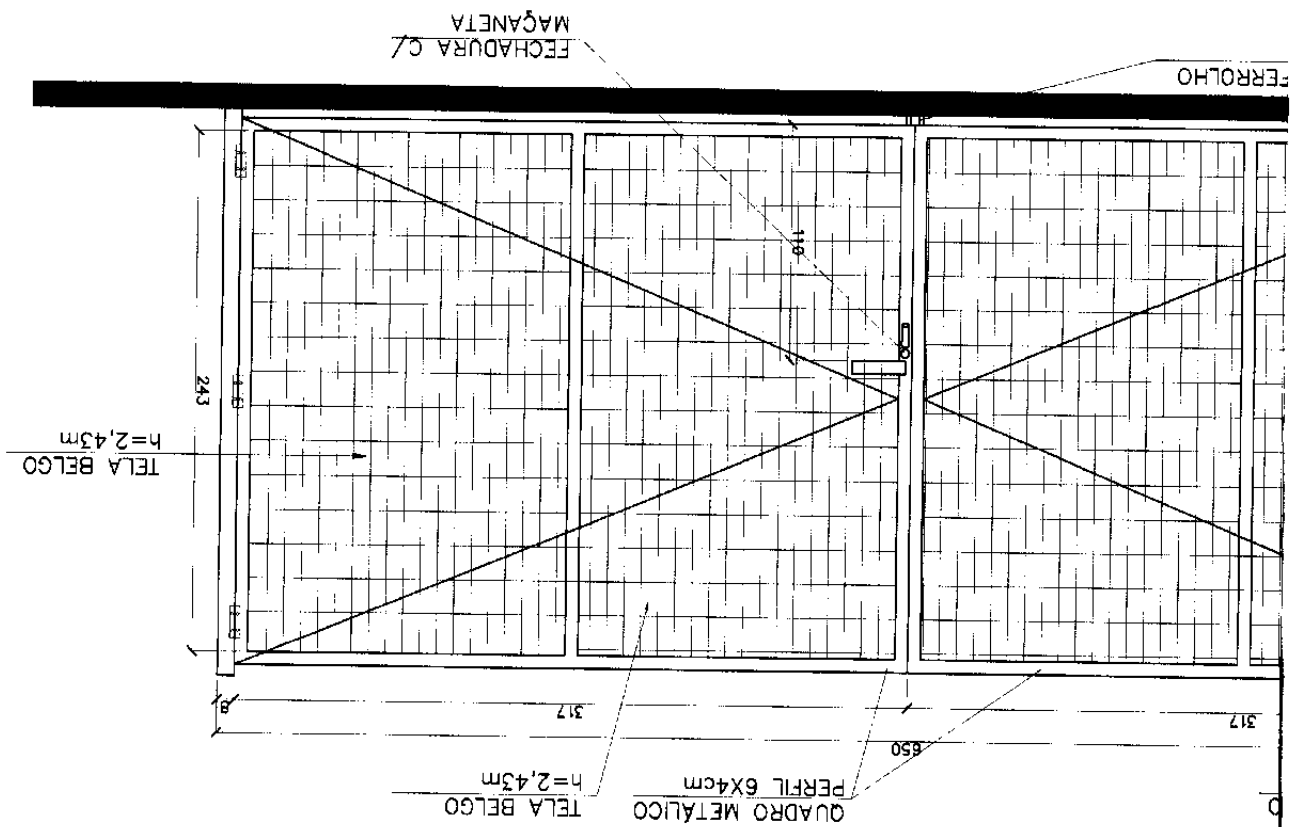 QUADRO METÁLICO
PERFIL 6X4cm
TELA BELGO
h=2,43m
650
317
317
8
TELA BELGO
h=2,43m
243
110
FERROLHO
FECHADURA C/
MAÇANETA